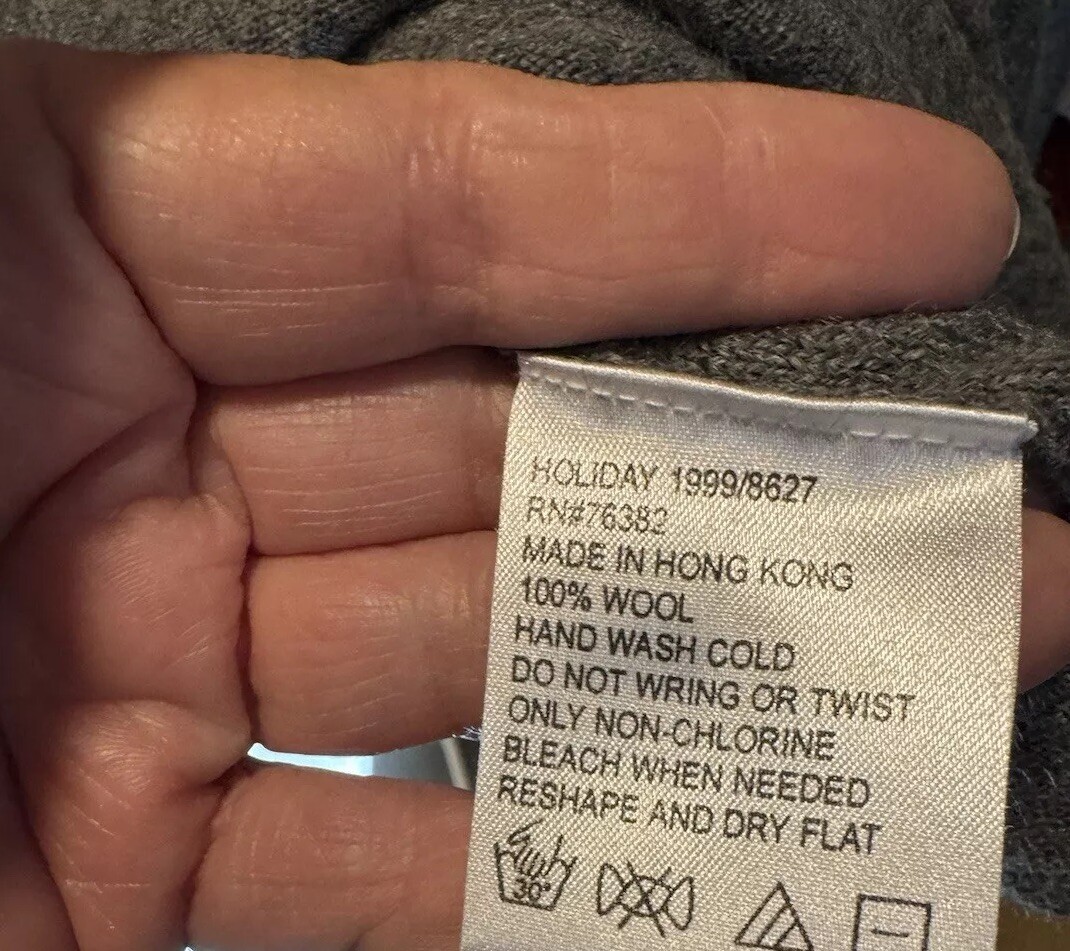 HOLIDAY 1999/8627
RN#76382
MADE IN HONG KONG
100% WOOL
HAND WASH COLD
DO NOT WRING OR TWIST
ONLY NON-CHLORINE
BLEACH WHEN NEEDED
RESHAPE AND DRY FLAT
30°